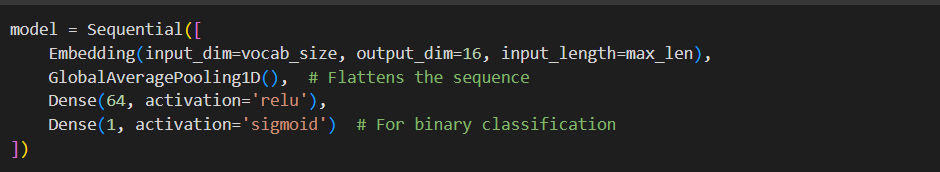 model = Sequential([
    Embedding(input_dim=vocab_size, output_dim=16, input_length=max_len),
    GlobalAveragePooling1D(),  # Flattens the sequence
    Dense(64, activation='relu'),
    Dense(1, activation='sigmoid')  # For binary classification
])